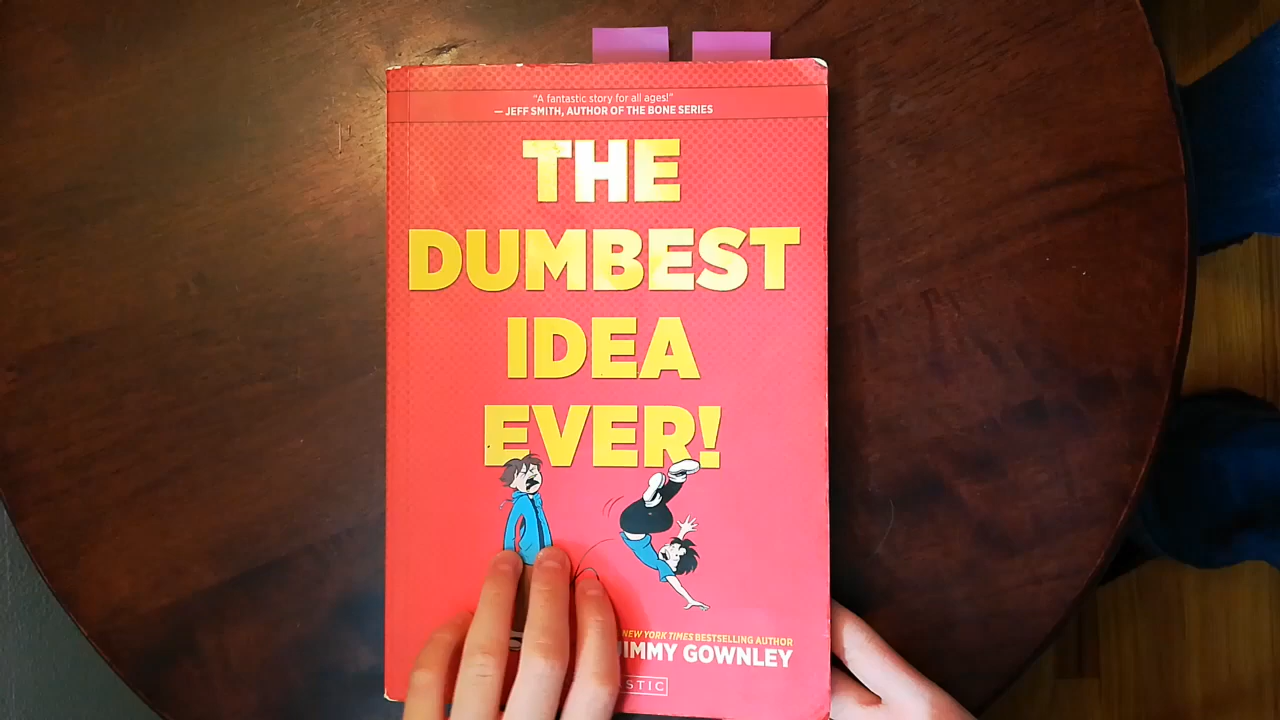 "A fantastic story for all ages!"
— JEFF SMITH, AUTHOR OF THE BONE SERIES
THE
DUMBEST
IDEA
EVER!
NEW YORK TIMES BESTSELLING AUTHOR
JIMMY GOWNLEY
STIC